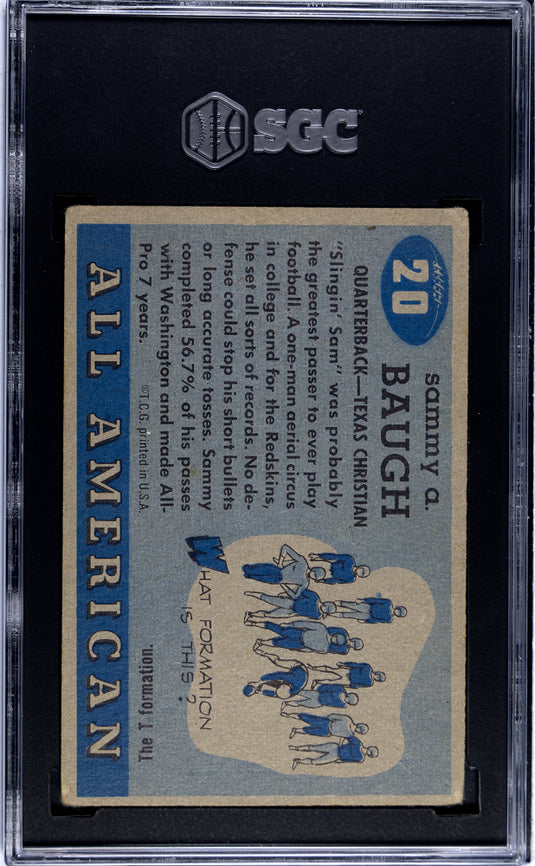 SGC
20
sammy a.
BAUGH
QUARTERBACK—TEXAS CHRISTIAN
"Slingin' Sam" was probably
the greatest passer to ever play
football. A one-man aerial circus
in college and for the Redskins,
he set all sorts of records. No de-
fense could stop his short bullets
or long accurate tosses. Sammy
completed 56.7% of his passes
with Washington and made All-
Pro 7 years.
©T.C.G. printed in U.S.A
WHAT FORMATION
IS THIS?
The T formation.
ALL AMERICAN